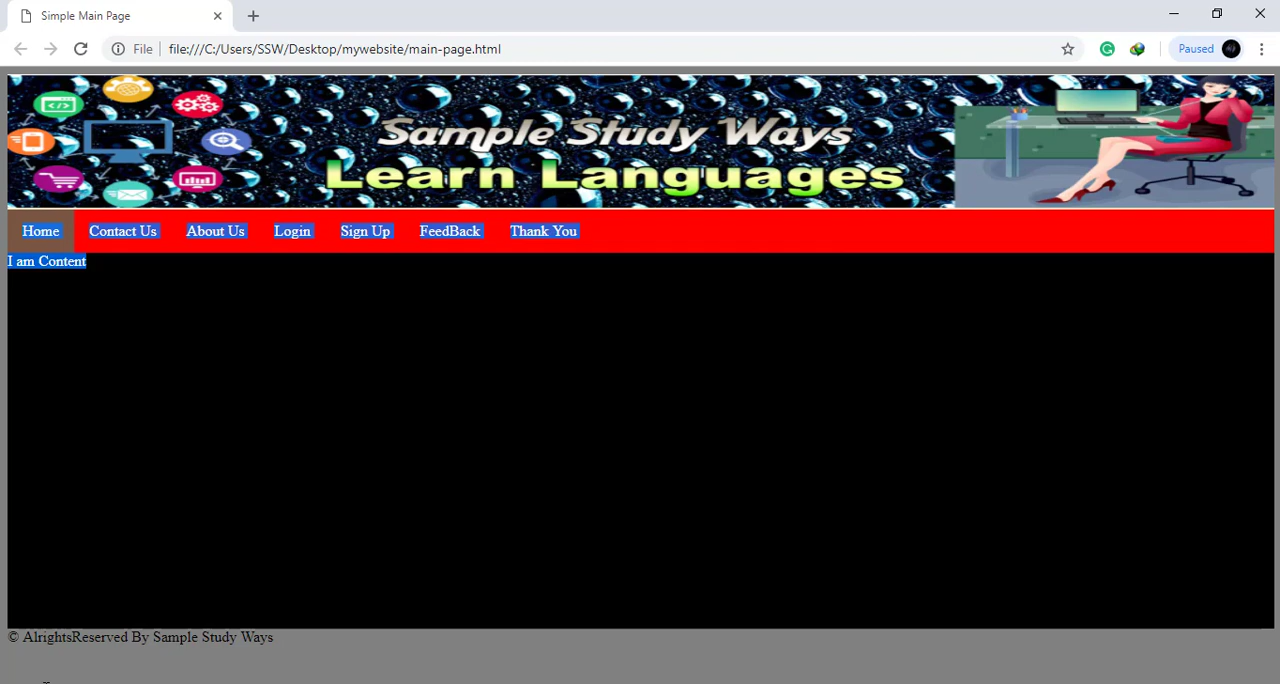 Simple Main Page
File
file:///C:/Users/SSW/Desktop/mywebsite/main-page.html
Paused
Sample Study Ways
Learn Languages
Home Contact Us About Us Login Sign Up FeedBack Thank You
I am Content
© AlrightsReserved By Sample Study Ways